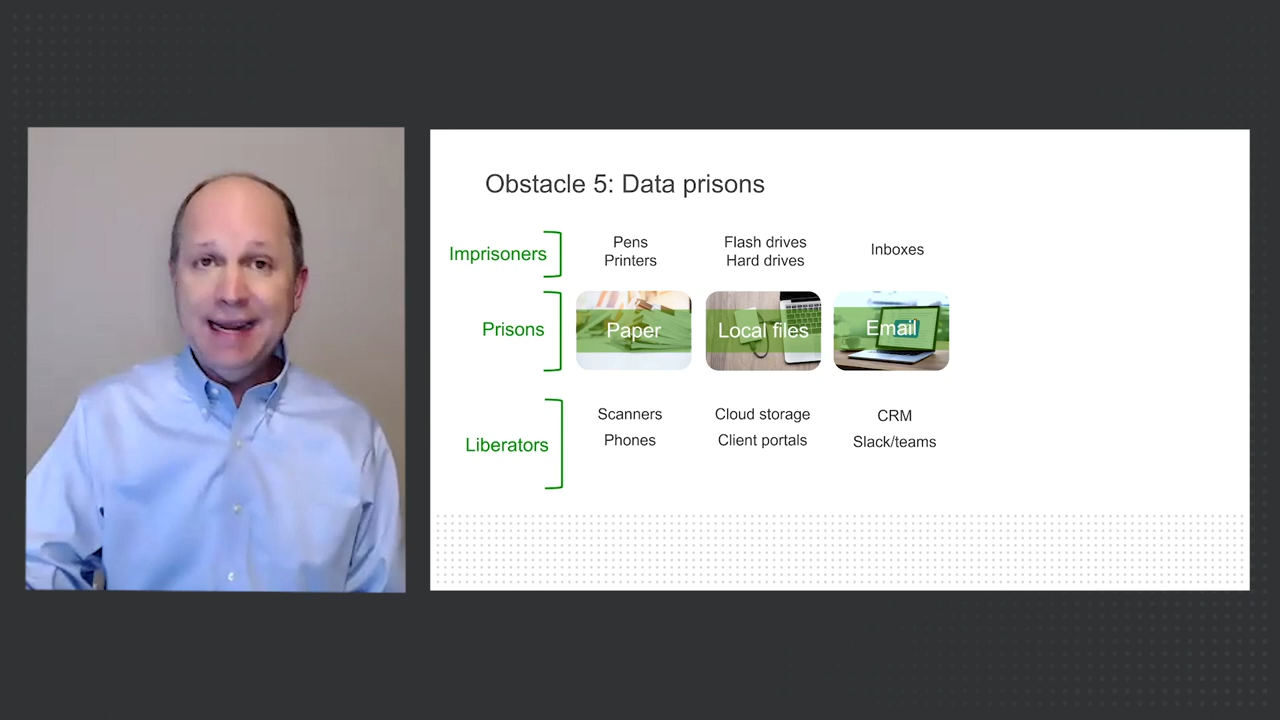 Obstacle 5: Data prisons
Imprisoners
Pens
Printers
Flash drives
Hard drives
Inboxes
Prisons
Paper
Local files
Email
Liberators
Scanners
Phones
Cloud storage
Client portals
CRM
Slack/teams